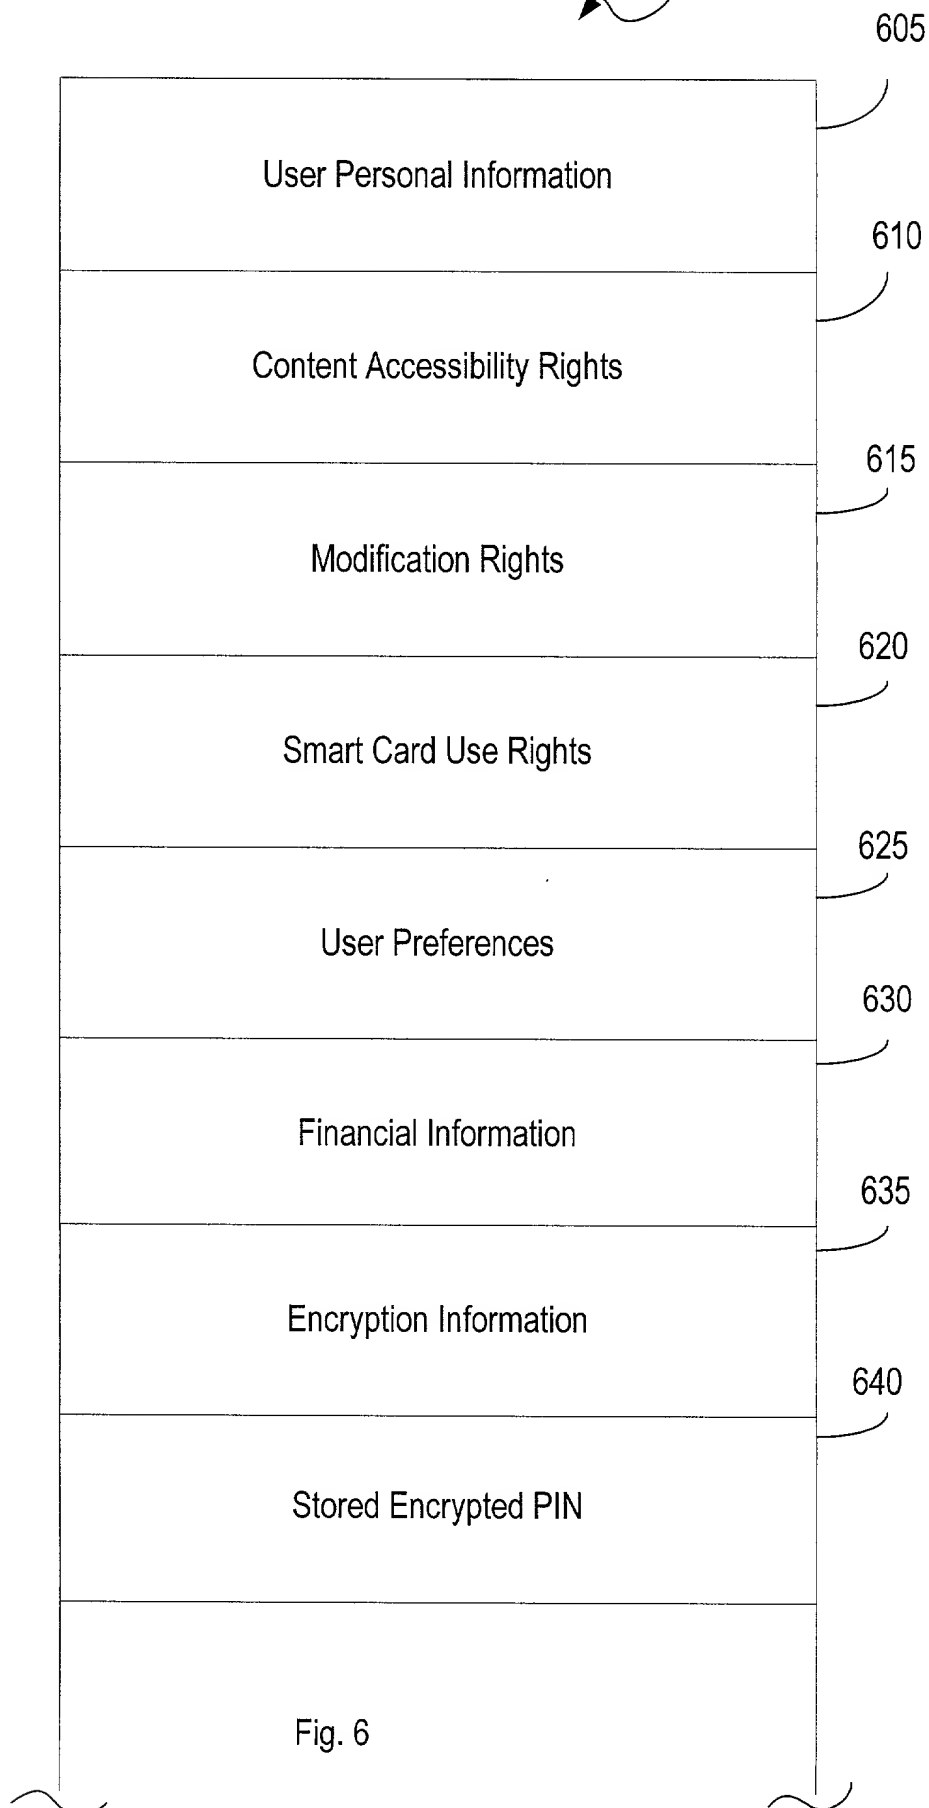 605
User Personal Information
610
Content Accessibility Rights
615
Modification Rights
620
Smart Card Use Rights
625
User Preferences
630
Financial Information
635
Encryption Information
640
Stored Encrypted PIN
Fig. 6